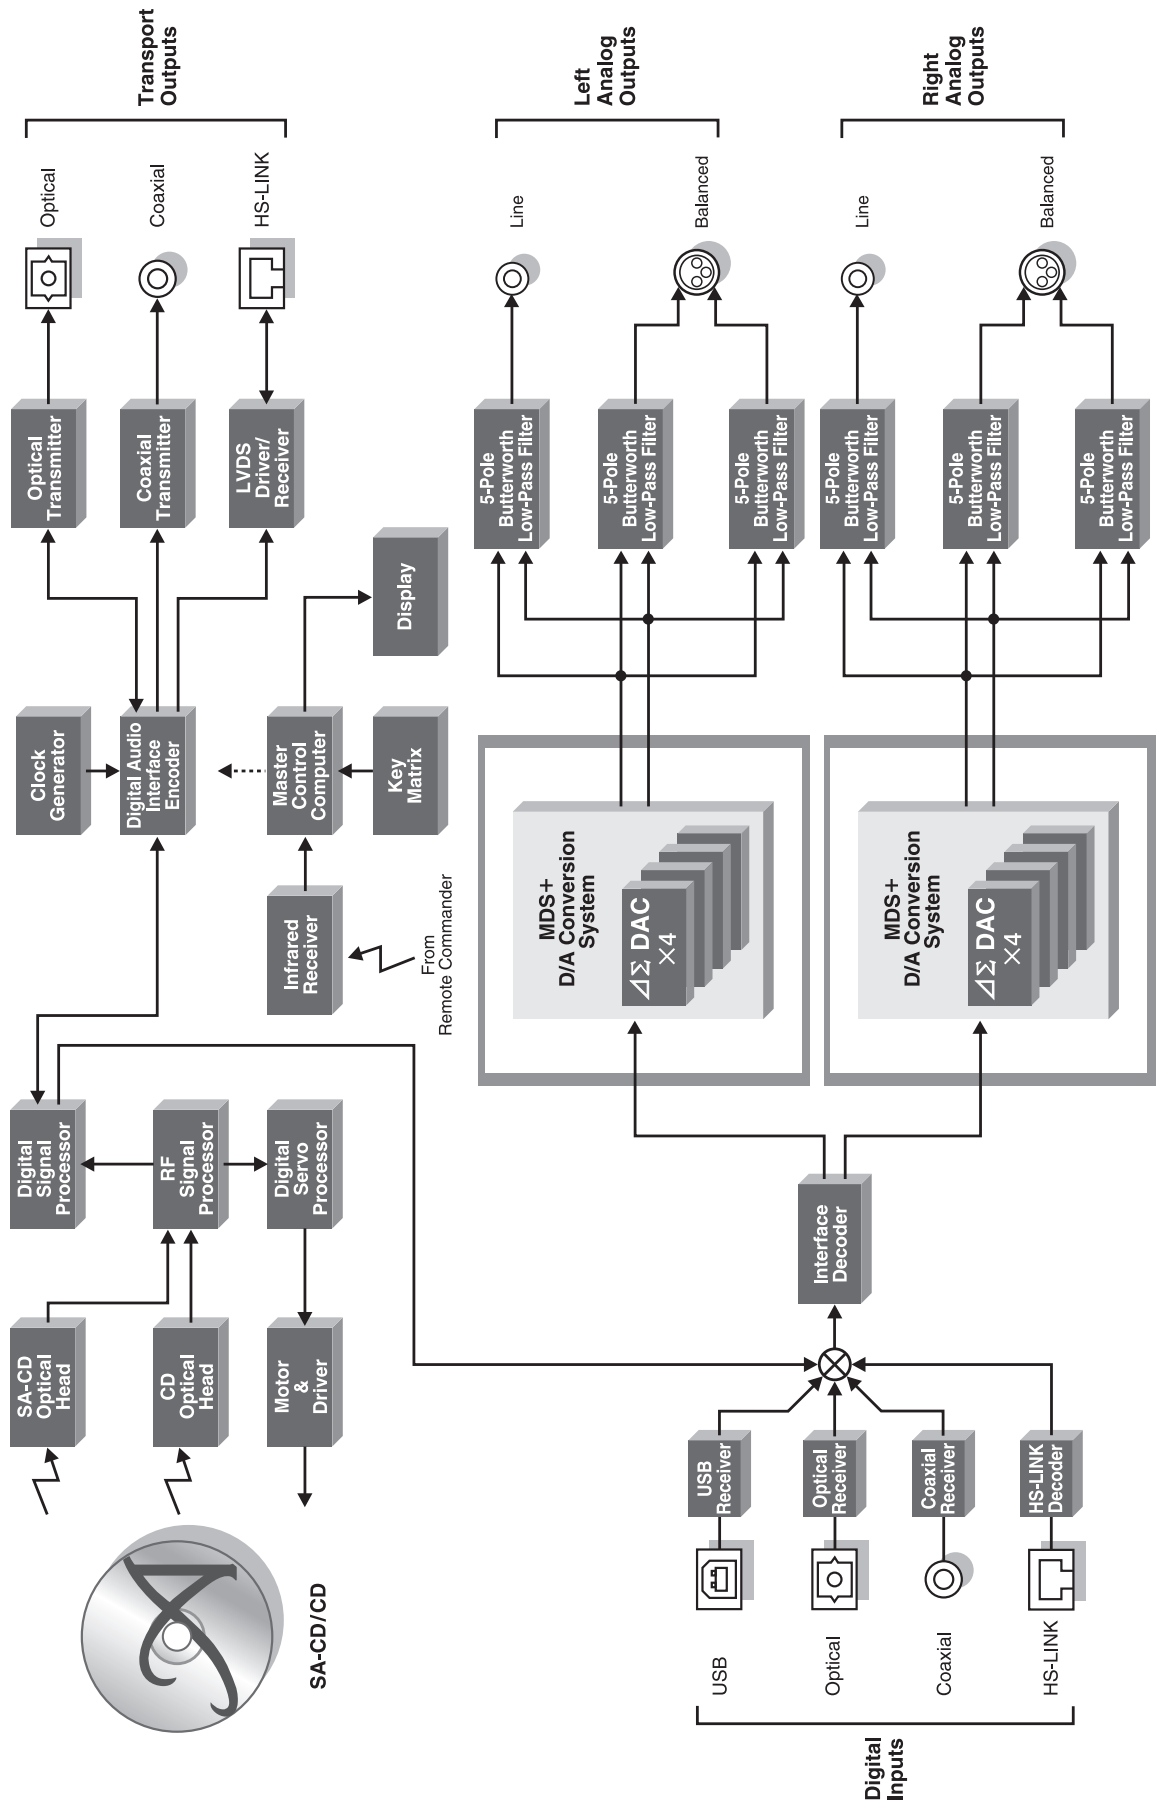 SA-CD/CD
SA-CD
Optical
Head
CD
Optical
Head
Motor
&
Driver
Digital
Signal
Processor
RF
Signal
Processor
Digital
Servo
Processor
Clock
Generator
Digital Audio
Interface
Encoder
Infrared
Receiver
From
Remote Commander
Master
Control
Computer
Key
Matrix
Display
Optical
Transmitter
Coaxial
Transmitter
LVDS
Driver/
Receiver
Optical
Coaxial
HS-LINK
Transport
Outputs
Digital
Inputs
USB
Optical
Coaxial
HS-LINK
USB
Receiver
Optical
Receiver
Coaxial
Receiver
HS-LINK
Decoder
Interface
Decoder
MDS+
D/A Conversion
System
ΔΣ DAC
×4
MDS+
D/A Conversion
System
ΔΣ DAC
×4
5-Pole
Butterworth
Low-Pass Filter
5-Pole
Butterworth
Low-Pass Filter
5-Pole
Butterworth
Low-Pass Filter
5-Pole
Butterworth
Low-Pass Filter
5-Pole
Butterworth
Low-Pass Filter
5-Pole
Butterworth
Low-Pass Filter
Line
Balanced
Left
Analog
Outputs
Line
Balanced
Right
Analog
Outputs